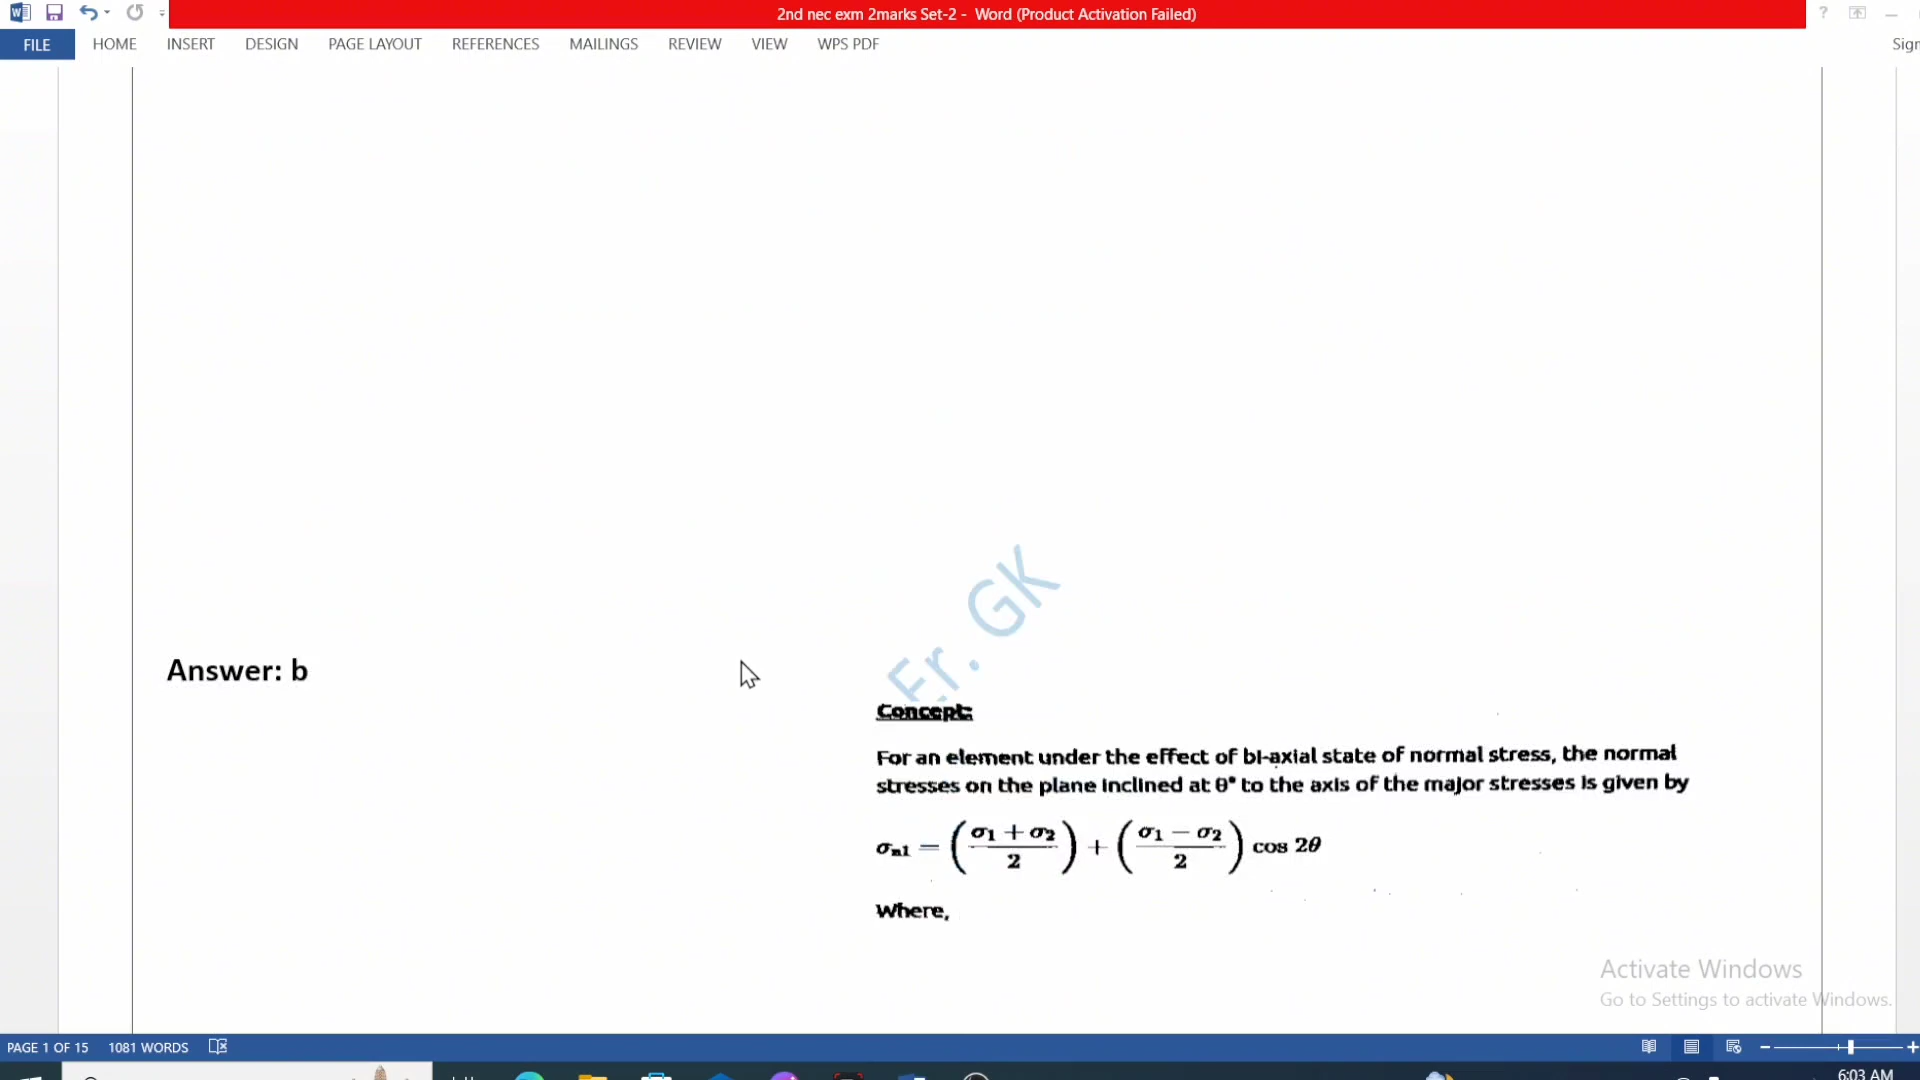 2nd nec exm 2marks Set-2 - Word (Product Activation Failed)
FILE HOME INSERT DESIGN PAGE LAYOUT REFERENCES MAILINGS REVIEW VIEW WPS PDF Sign
Er. GK
Answer: b
Concept:
For an element under the effect of bi-axial state of normal stress, the normal
stresses on the plane inclined at θ° to the axis of the major stresses is given by
σn1 = ((σ1 + σ2)/2) + ((σ1 − σ2)/2) cos 2θ
Where,
Activate Windows
Go to Settings to activate Windows.
PAGE 1 OF 15 1081 WORDS
6:03 AM